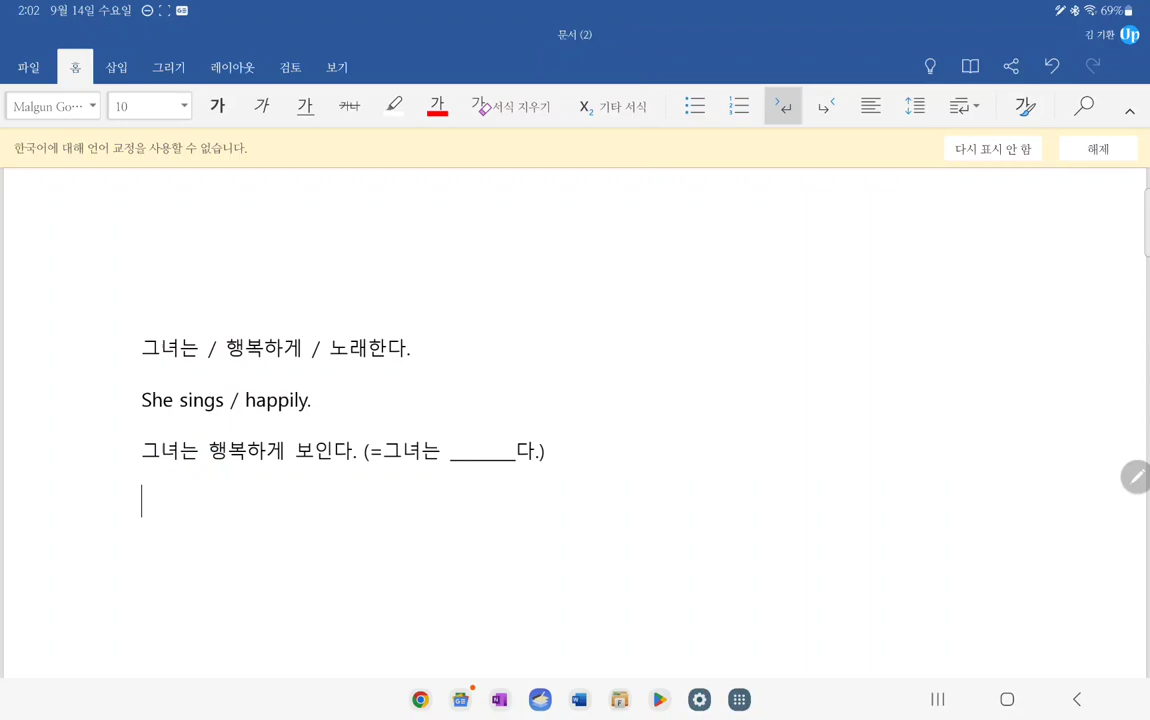 2:02 9월 14일 수요일 69%
문서 (2)
김 기환 Up
파일 홈 삽입 그리기 레이아웃 검토 보기
Malgun Go··· 10 가 가 가 가나 가 가 서식 지우기 X₂ 기타 서식 가
한국어에 대해 언어 교정을 사용할 수 없습니다. 다시 표시 안 함 해제
그녀는 / 행복하게 / 노래한다.
She sings / happily.
그녀는 행복하게 보인다. (=그녀는 ______다.)